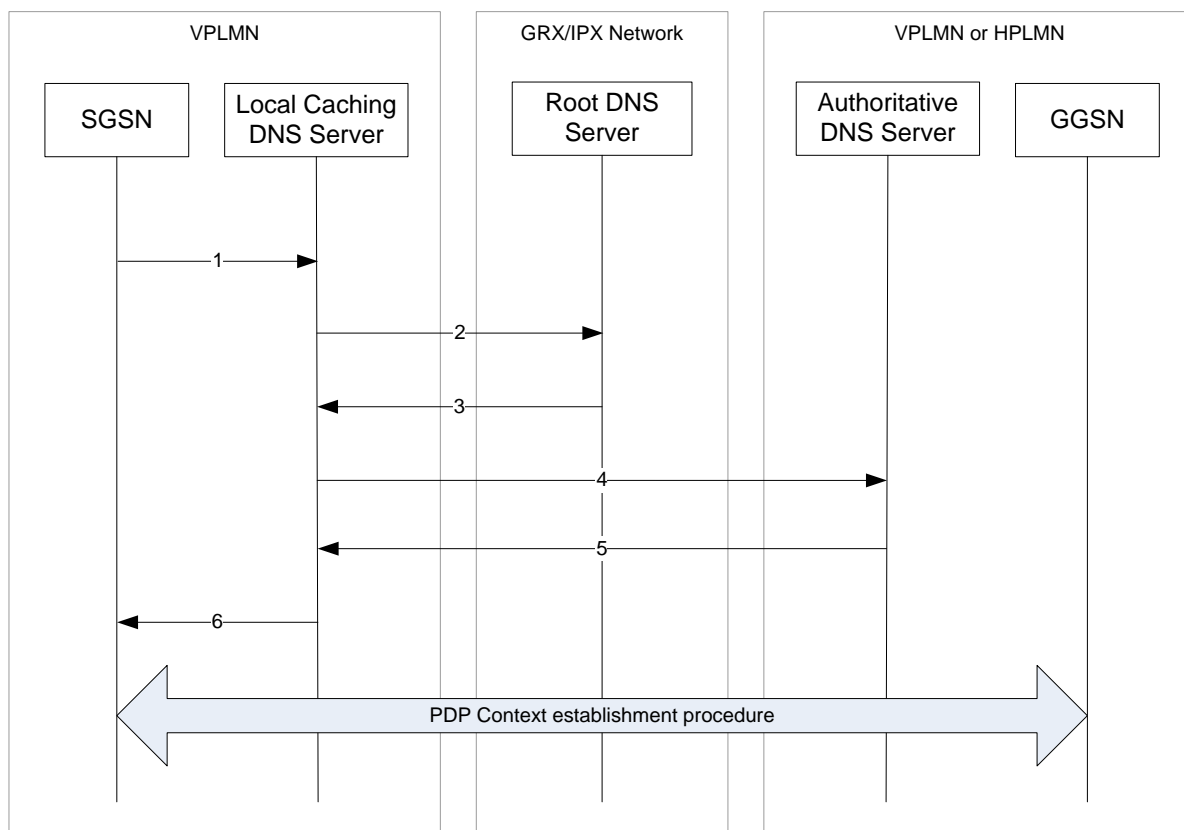 VPLMN
GRX/IPX Network
VPLMN or HPLMN
SGSN
Local Caching
DNS Server
Root DNS
Server
Authoritative
DNS Server
GGSN
1
2
3
4
5
6
PDP Context establishment procedure